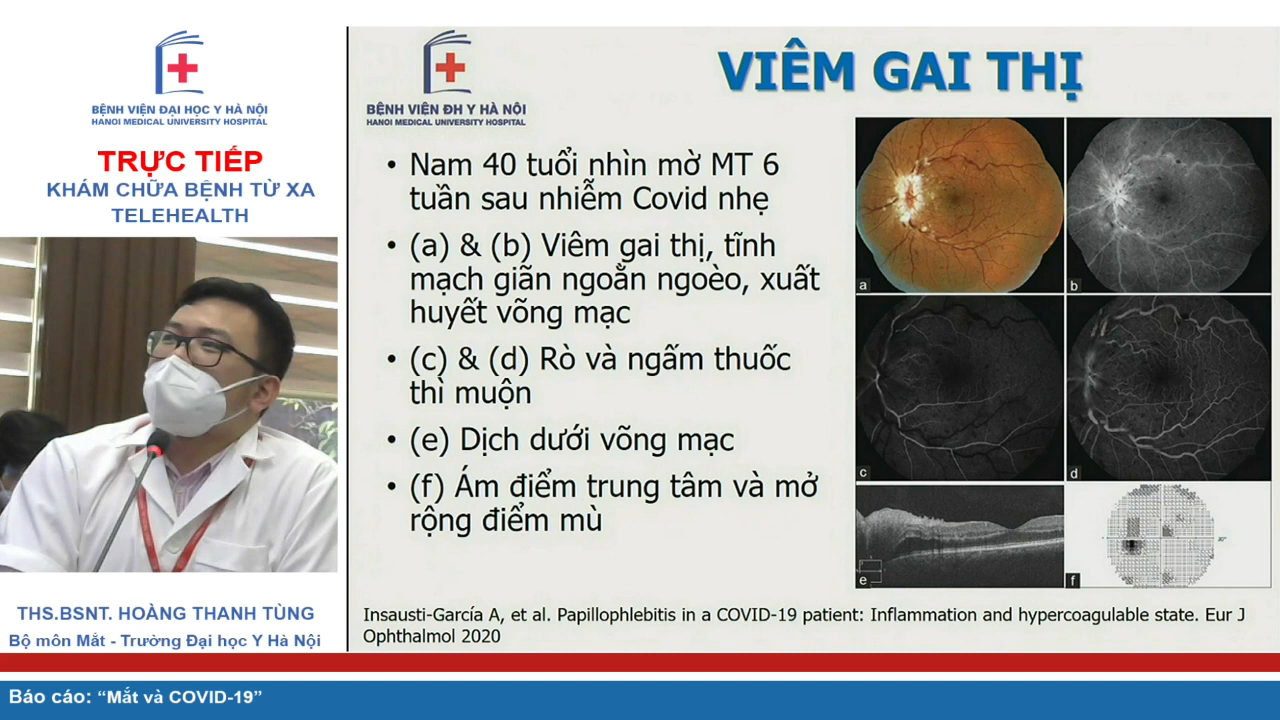 BỆNH VIỆN ĐẠI HỌC Y HÀ NỘI
HANOI MEDICAL UNIVERSITY HOSPITAL
TRỰC TIẾP
KHÁM CHỮA BỆNH TỪ XA
TELEHEALTH
THS.BSNT. HOÀNG THANH TÙNG
Bộ môn Mắt - Trường Đại học Y Hà Nội
BỆNH VIỆN ĐH Y HÀ NỘI
HANOI MEDICAL UNIVERSITY HOSPITAL
VIÊM GAI THỊ
• Nam 40 tuổi nhìn mờ MT 6
tuần sau nhiễm Covid nhẹ
• (a) & (b) Viêm gai thị, tĩnh
mạch giãn ngoằn ngoèo, xuất
huyết võng mạc
• (c) & (d) Rò và ngấm thuốc
thì muộn
• (e) Dịch dưới võng mạc
• (f) Ám điểm trung tâm và mở
rộng điểm mù
a
b
c
d
e
f
30°
Insausti-García A, et al. Papillophlebitis in a COVID-19 patient: Inflammation and hypercoagulable state. Eur J
Ophthalmol 2020
Báo cáo: “Mắt và COVID-19”